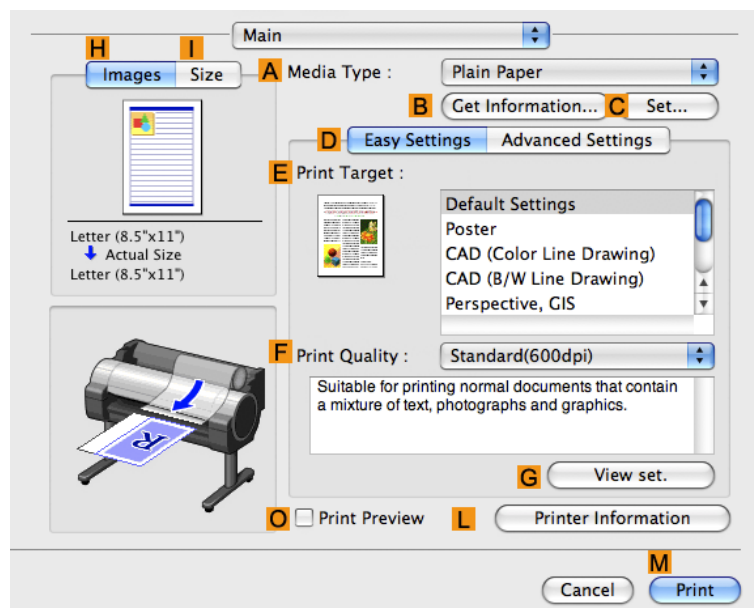 Main
H
I
Images Size
A Media Type : Plain Paper
B Get Information... C Set...
D Easy Settings Advanced Settings
E Print Target :
Default Settings
Poster
CAD (Color Line Drawing)
CAD (B/W Line Drawing)
Perspective, GIS
Letter (8.5"x11")
Actual Size
Letter (8.5"x11")
F Print Quality : Standard(600dpi)
Suitable for printing normal documents that contain
a mixture of text, photographs and graphics.
R
G View set.
O Print Preview L Printer Information
M
Cancel Print